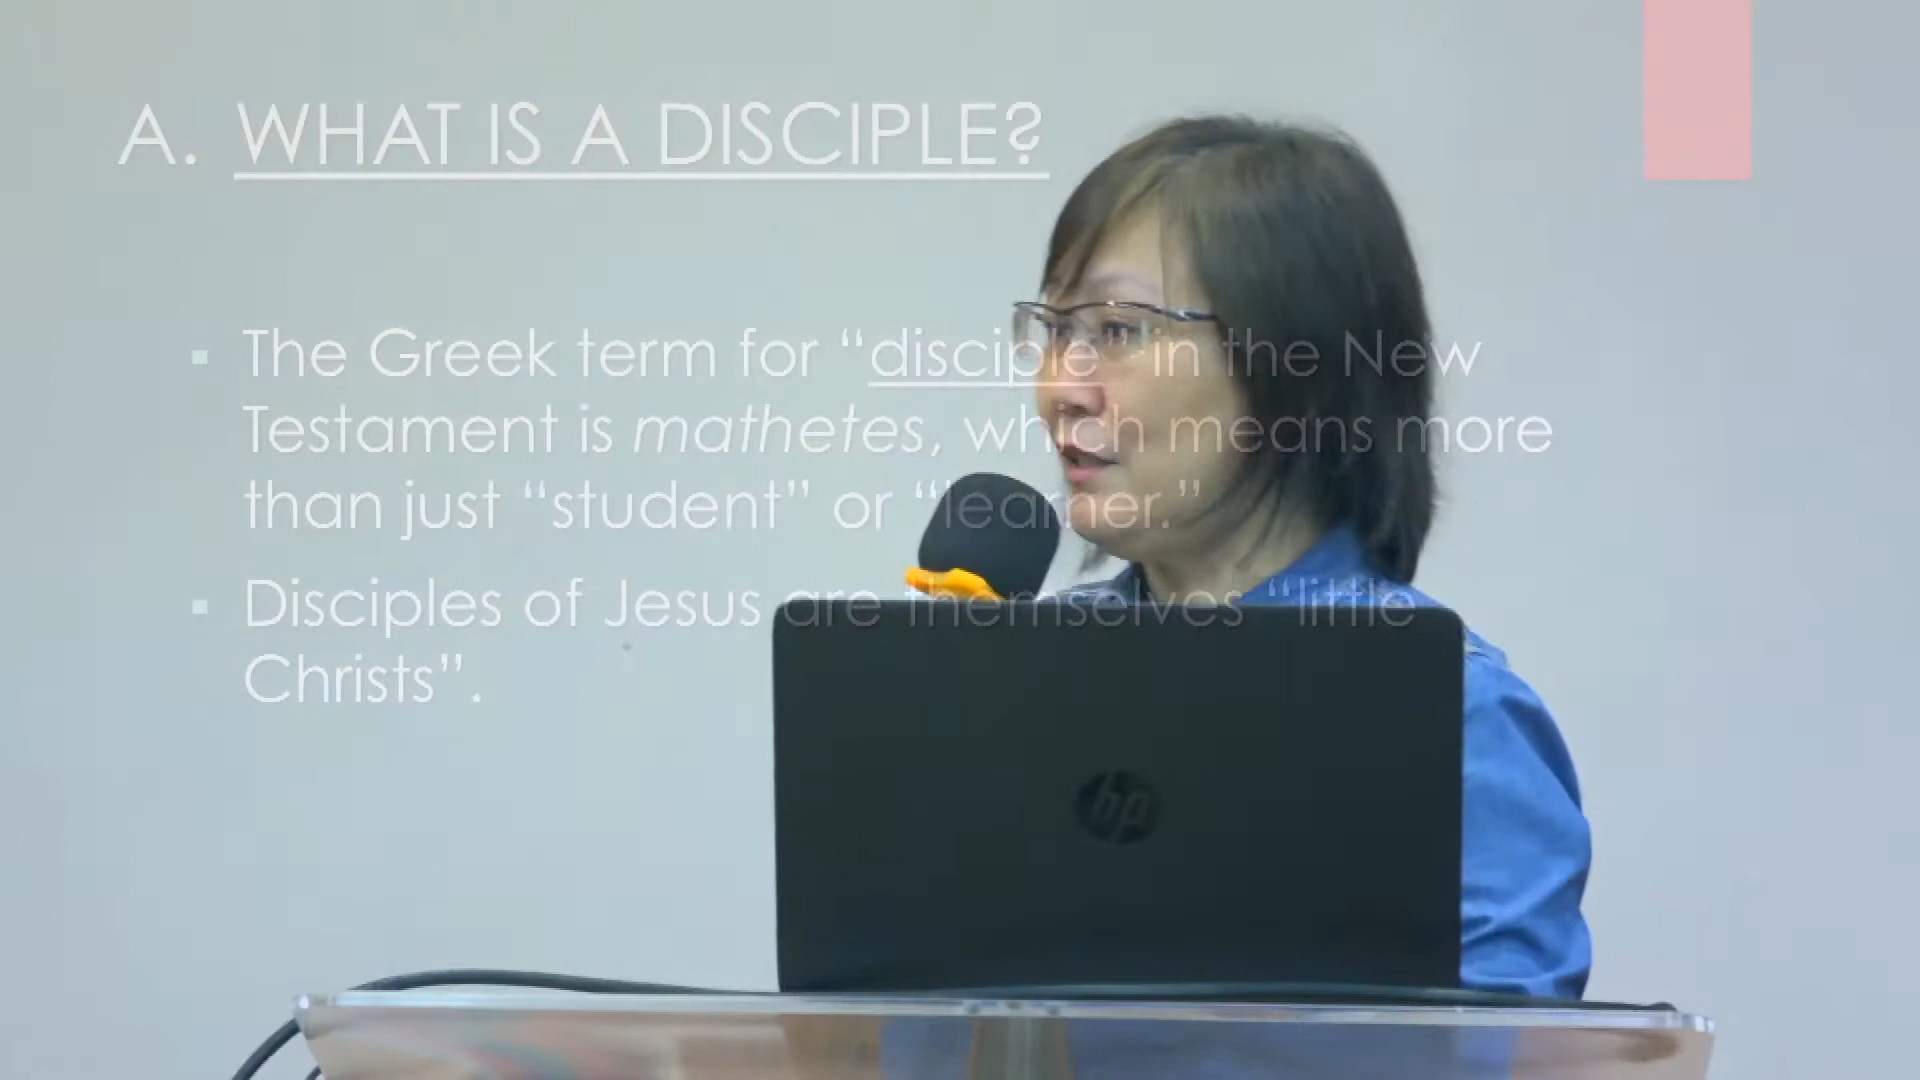 A. WHAT IS A DISCIPLE?
The Greek term for “disciple” in the New
Testament is mathetes, which means more
than just “student” or “learner.”
Disciples of Jesus are themselves “little
Christs”.
hp